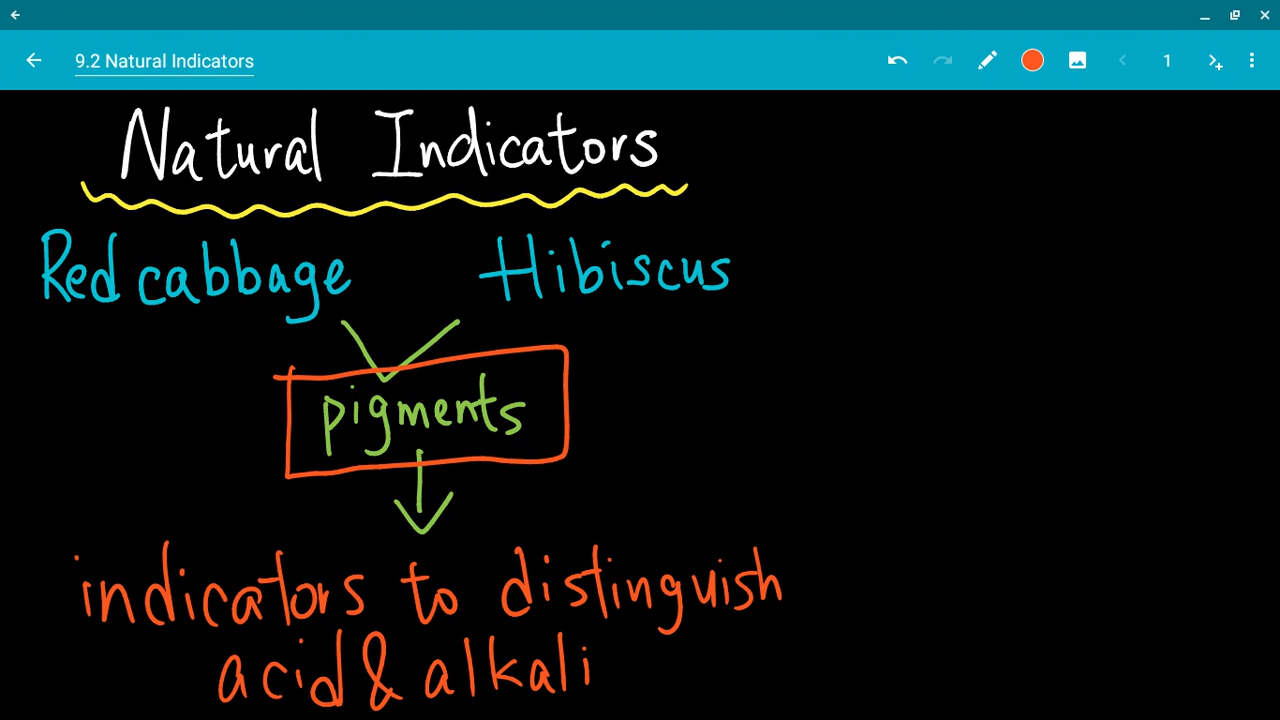 9.2 Natural Indicators
1
Natural Indicators
Red cabbage Hibiscus
pigments
indicators to distinguish
acid & alkali